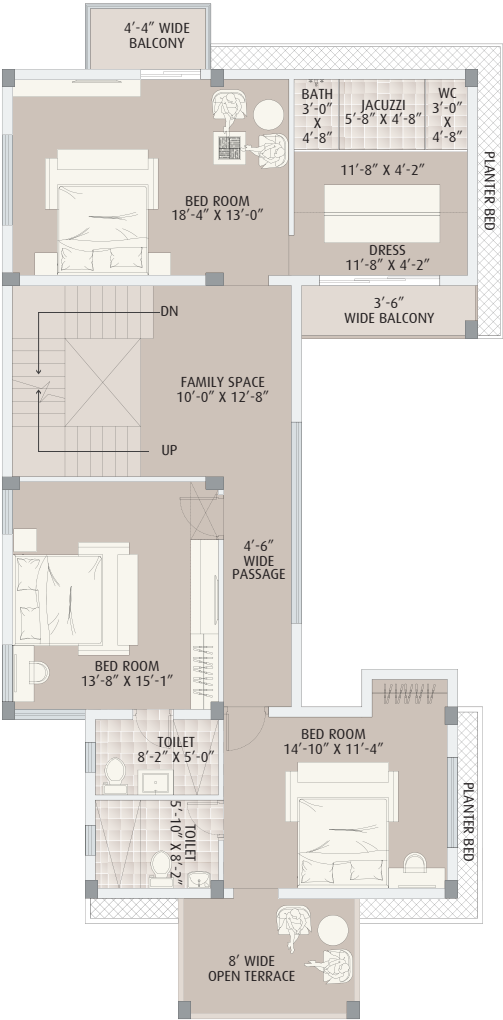 4'-4" WIDE
BALCONY
BATH
3'-0"
X
4'-8"
JACUZZI
5'-8" X 4'-8"
WC
3'-0"
X
4'-8"
PLANTER BED
11'-8" X 4'-2"
BED ROOM
18'-4" X 13'-0"
DRESS
11'-8" X 4'-2"
3'-6"
WIDE BALCONY
DN
FAMILY SPACE
10'-0" X 12'-8"
UP
4'-6"
WIDE
PASSAGE
BED ROOM
13'-8" X 15'-1"
TOILET
8'-2" X 5'-0"
BED ROOM
14'-10" X 11'-4"
PLANTER BED
TOILET
5'-10" X 8'-2"
8' WIDE
OPEN TERRACE